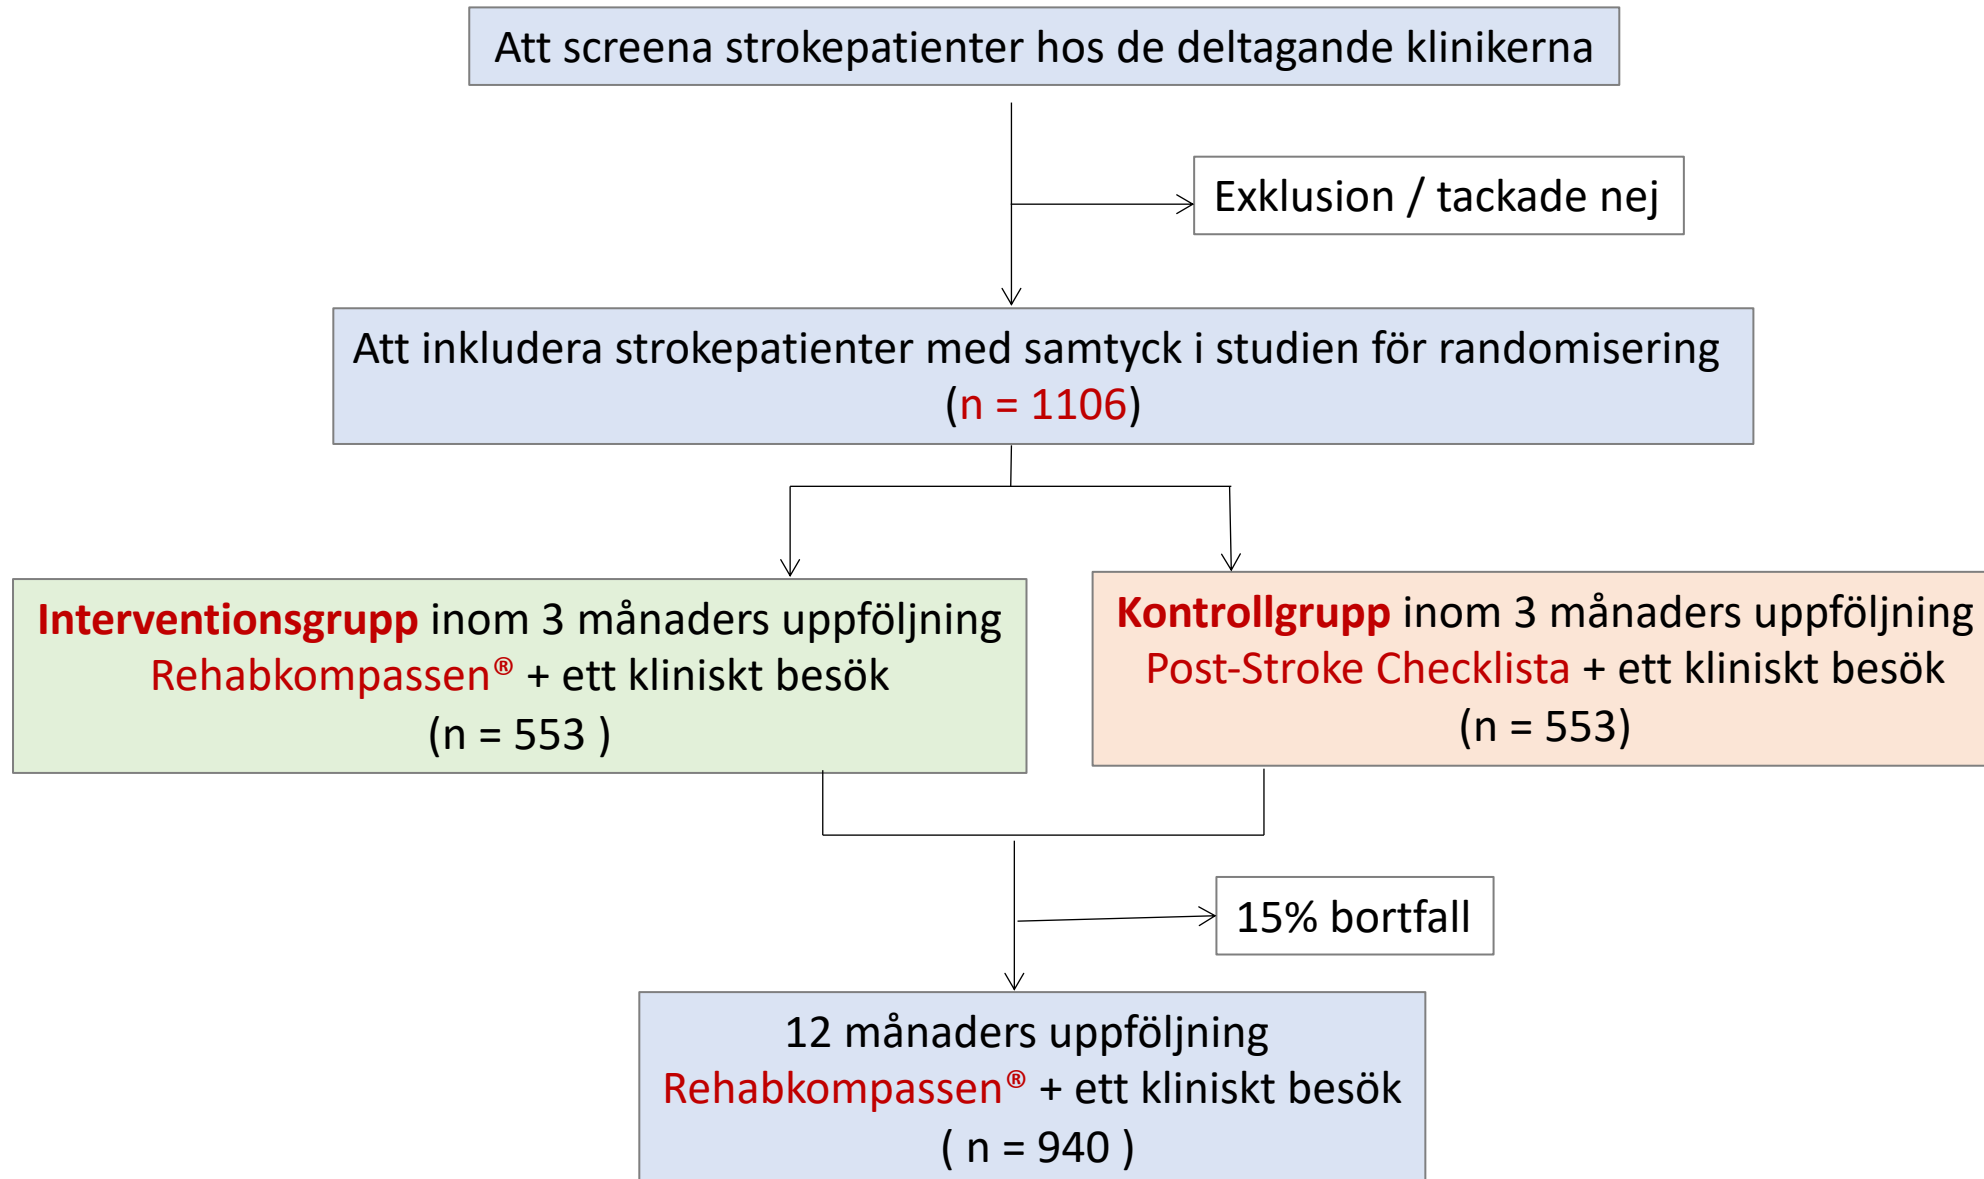 Att screena strokepatienter hos de deltagande klinikerna
Exklusion / tackade nej
Att inkludera strokepatienter med samtyck i studien för randomisering
(n = 1106)
Interventionsgrupp inom 3 månaders uppföljning
Rehabkompassen® + ett kliniskt besök
(n = 553 )
Kontrollgrupp inom 3 månaders uppföljning
Post-Stroke Checklista + ett kliniskt besök
(n = 553)
15% bortfall
12 månaders uppföljning
Rehabkompassen® + ett kliniskt besök
( n = 940 )